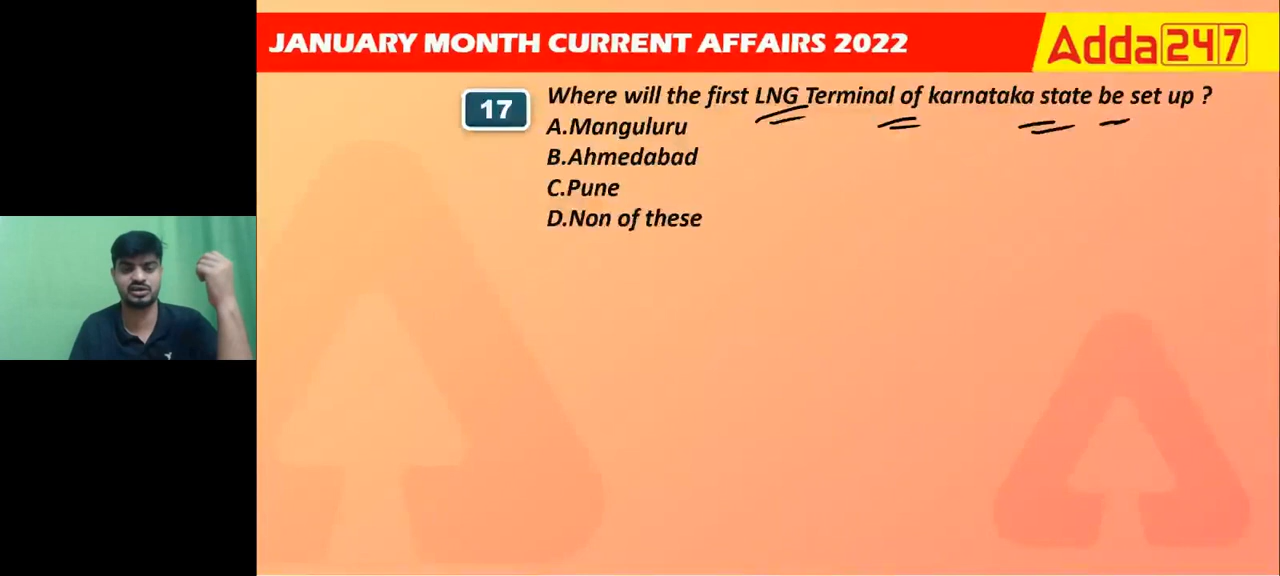 JANUARY MONTH CURRENT AFFAIRS 2022
Adda247
17
Where will the first LNG Terminal of karnataka state be set up ?
A.Manguluru
B.Ahmedabad
C.Pune
D.Non of these